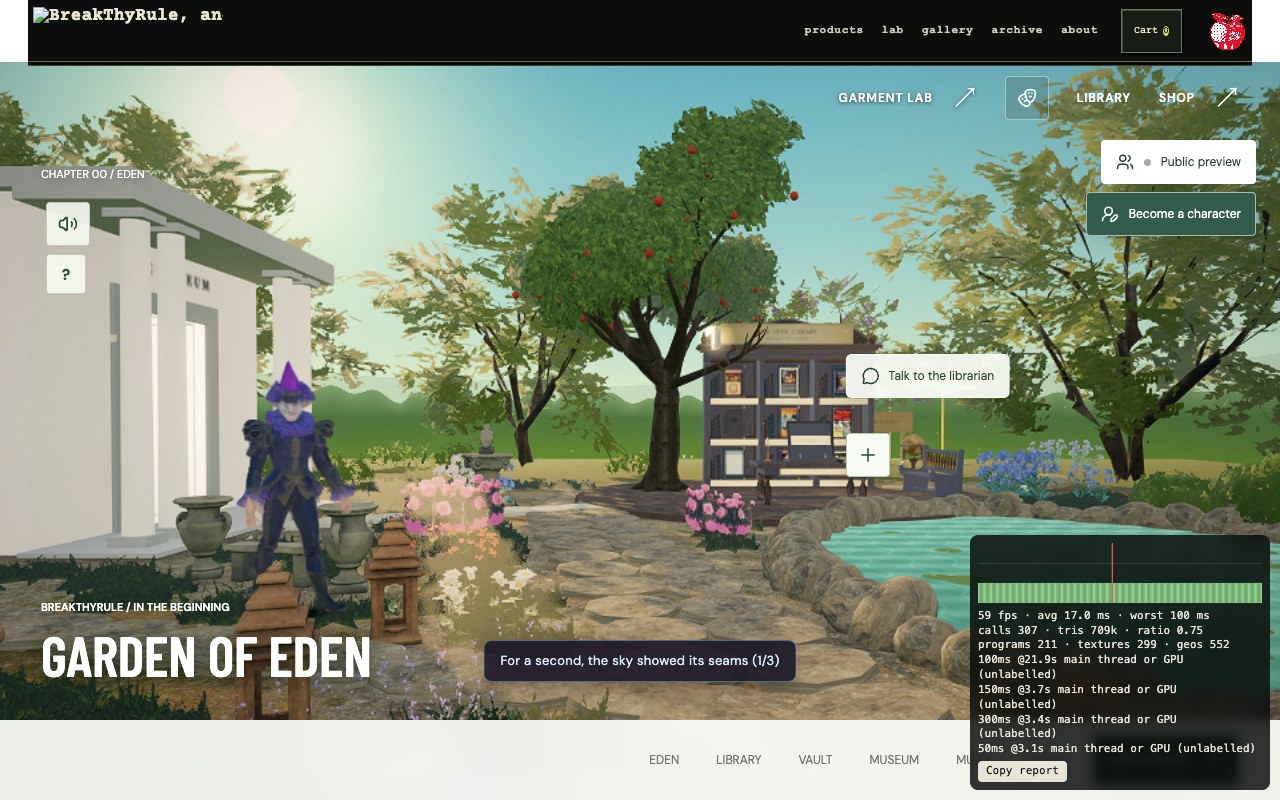 BreakThyRule, an
products lab gallery archive about Cart 0
GARMENT LAB LIBRARY SHOP
CHAPTER 00 / EDEN
Public preview
Become a character
?
EUM
OPEN LIBRARY
Talk to the librarian
BREAKTHYRULE / IN THE BEGINNING
GARDEN OF EDEN
For a second, the sky showed its seams (1/3)
59 fps · avg 17.0 ms · worst 100 ms
calls 307 · tris 709k · ratio 0.75
programs 211 · textures 299 · geos 552
100ms @21.9s main thread or GPU
(unlabelled)
150ms @3.7s main thread or GPU
(unlabelled)
300ms @3.4s main thread or GPU
(unlabelled)
50ms @3.1s main thread or GPU (unlabelled)
Copy report
EDEN LIBRARY VAULT MUSEUM